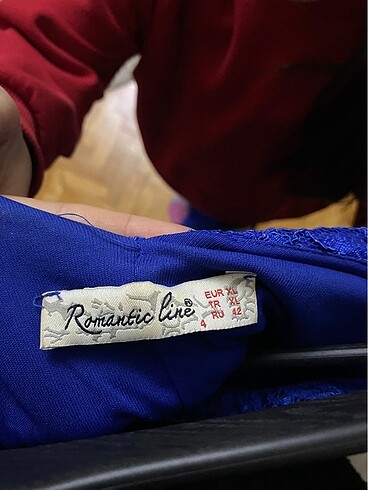 Romantic line®
EUR XL
TR XL
RU 42
4